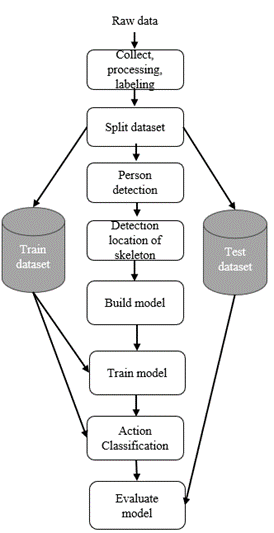 Raw data
Collect,
processing,
labeling
Split dataset
Person
detection
Train
dataset
Detection
location of
skeleton
Test
dataset
Build model
Train model
Action
Classification
Evaluate
model